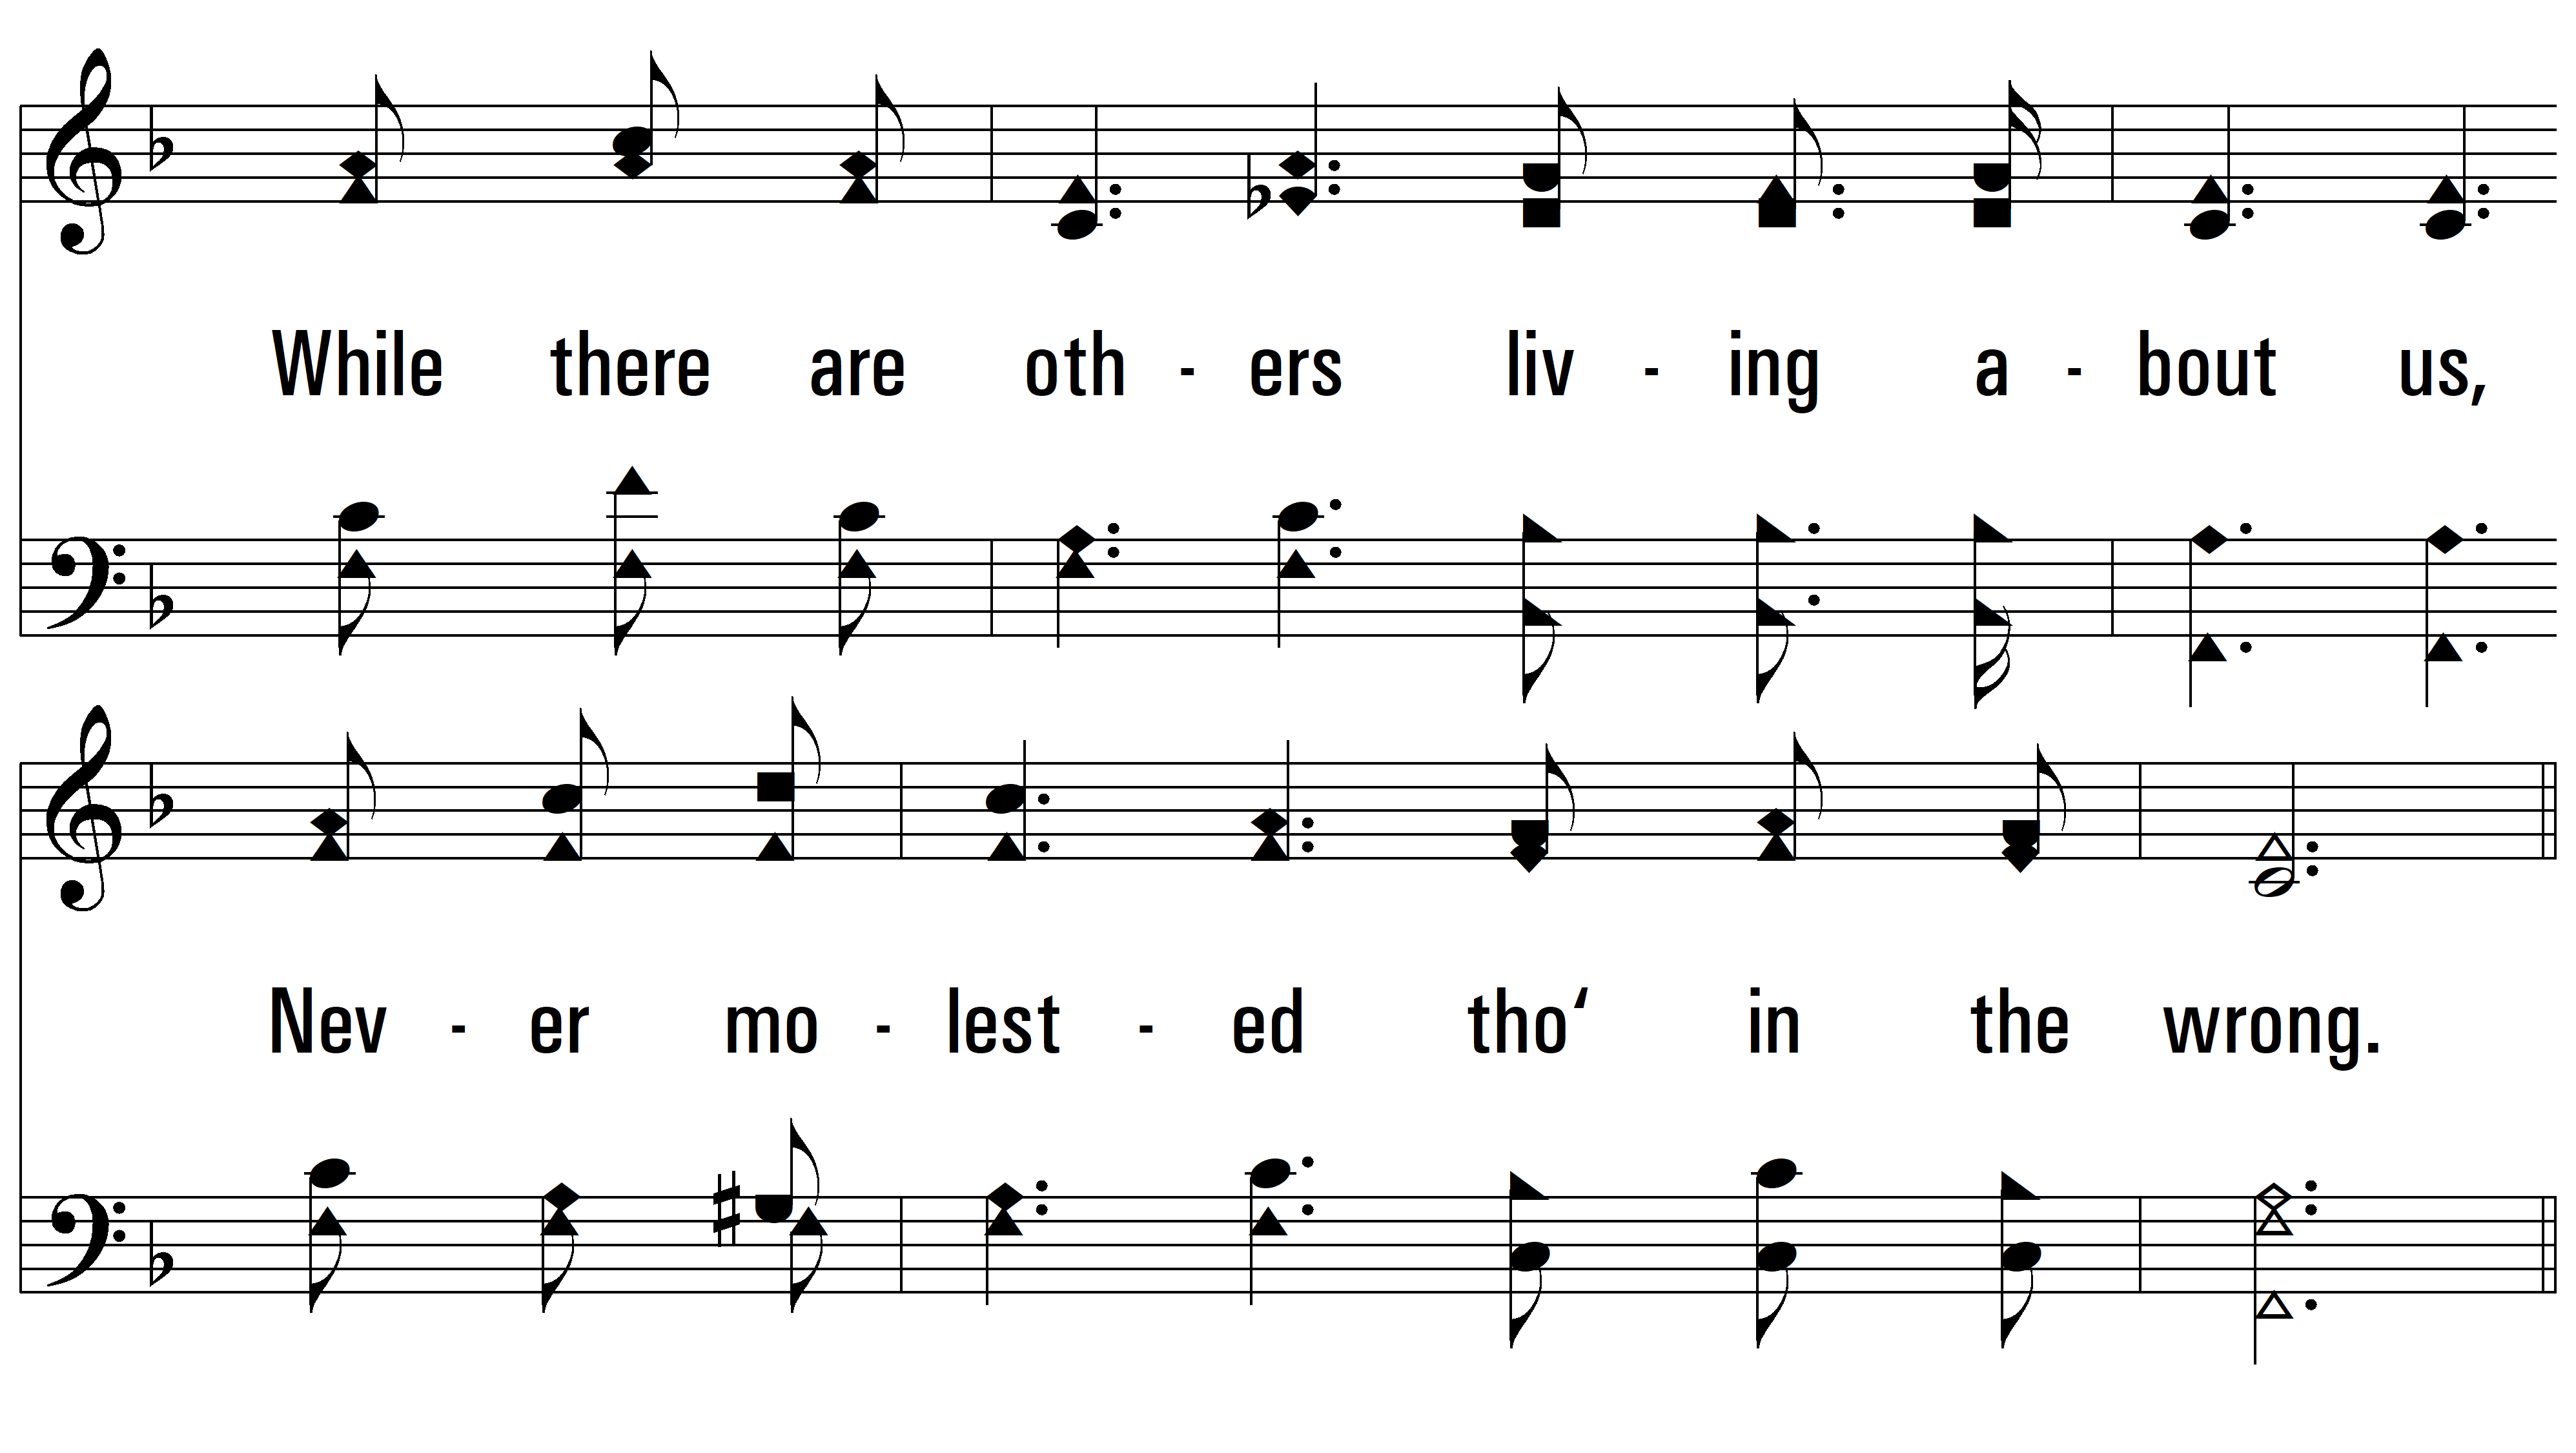 While there are oth - ers liv - ing a - bout us,
Nev - er mo - lest - ed tho‘ in the wrong.